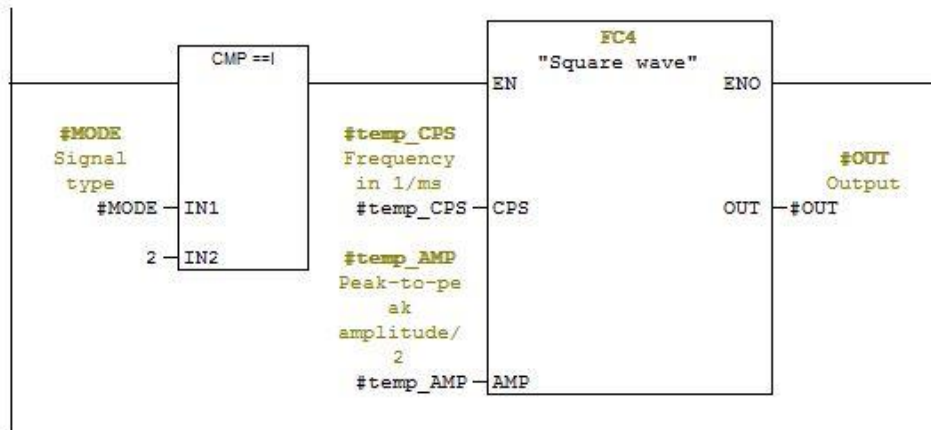 CMP ==I
FC4
"Square wave"
EN
ENO
#MODE
Signal
type
#MODE
IN1
2
IN2
#temp_CPS
Frequency
in 1/ms
#temp_CPS
CPS
#OUT
Output
OUT
#OUT
#temp_AMP
Peak-to-pe
ak
amplitude/
2
#temp_AMP
AMP